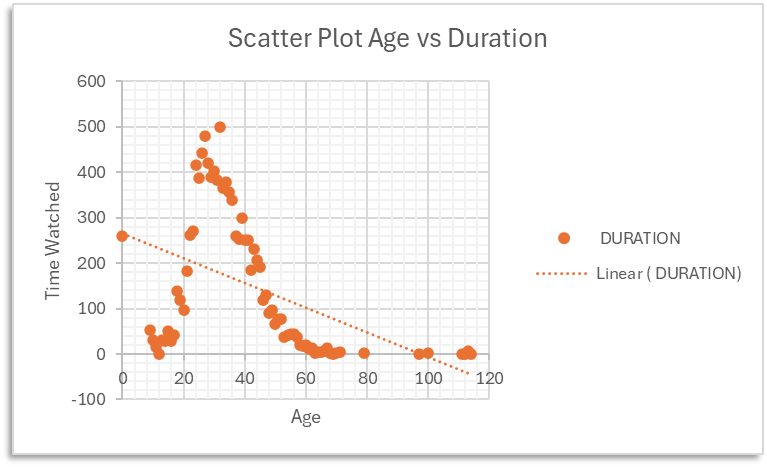 Scatter Plot Age vs Duration
600
500
400
300
200
100
0
-100
0 20 40 60 80 100 120
Time Watched
Age
DURATION
Linear ( DURATION)